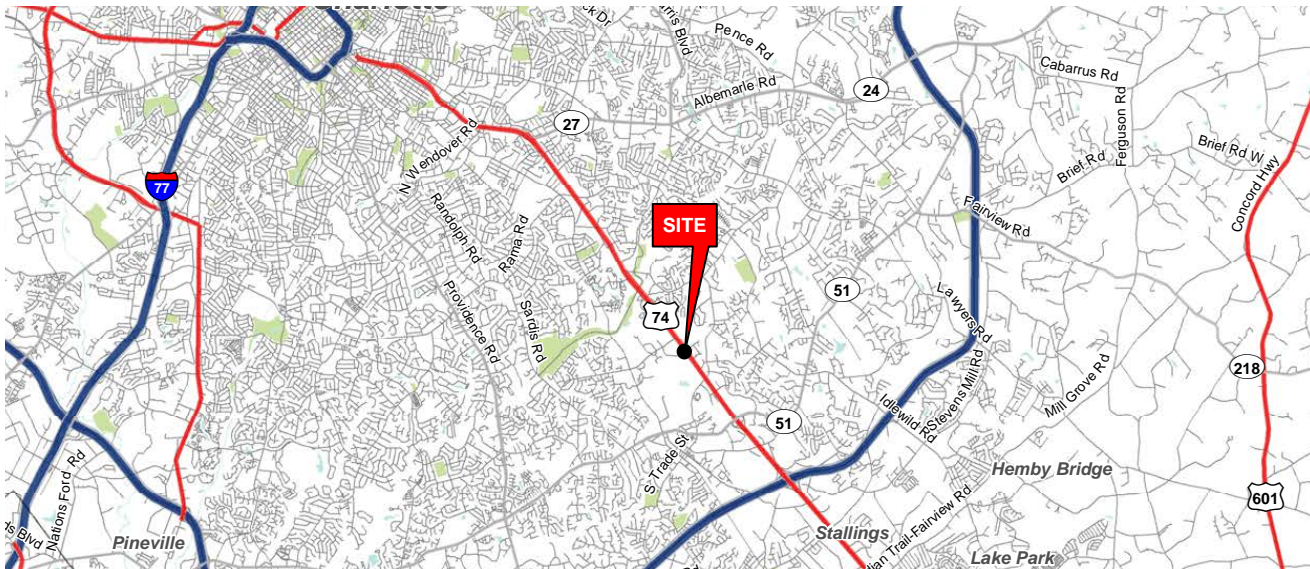 Charlotte
Pence Rd
Cabarrus Rd
Albemarle Rd
24
27
Ferguson Rd
N Wendover Rd
Brief Rd W
Brief Rd
77
Concord Hwy
Randolph Rd
Fairview Rd
SITE
Rama Rd
Providence Rd
51
Lawyers Rd
74
Sardis Rd
218
Stevens Mill Rd
Mill Grove Rd
Idlewild Rd
51
S Trade St
Hemby Bridge
601
Nations Ford Rd
Pineville
Stallings
Lake Park